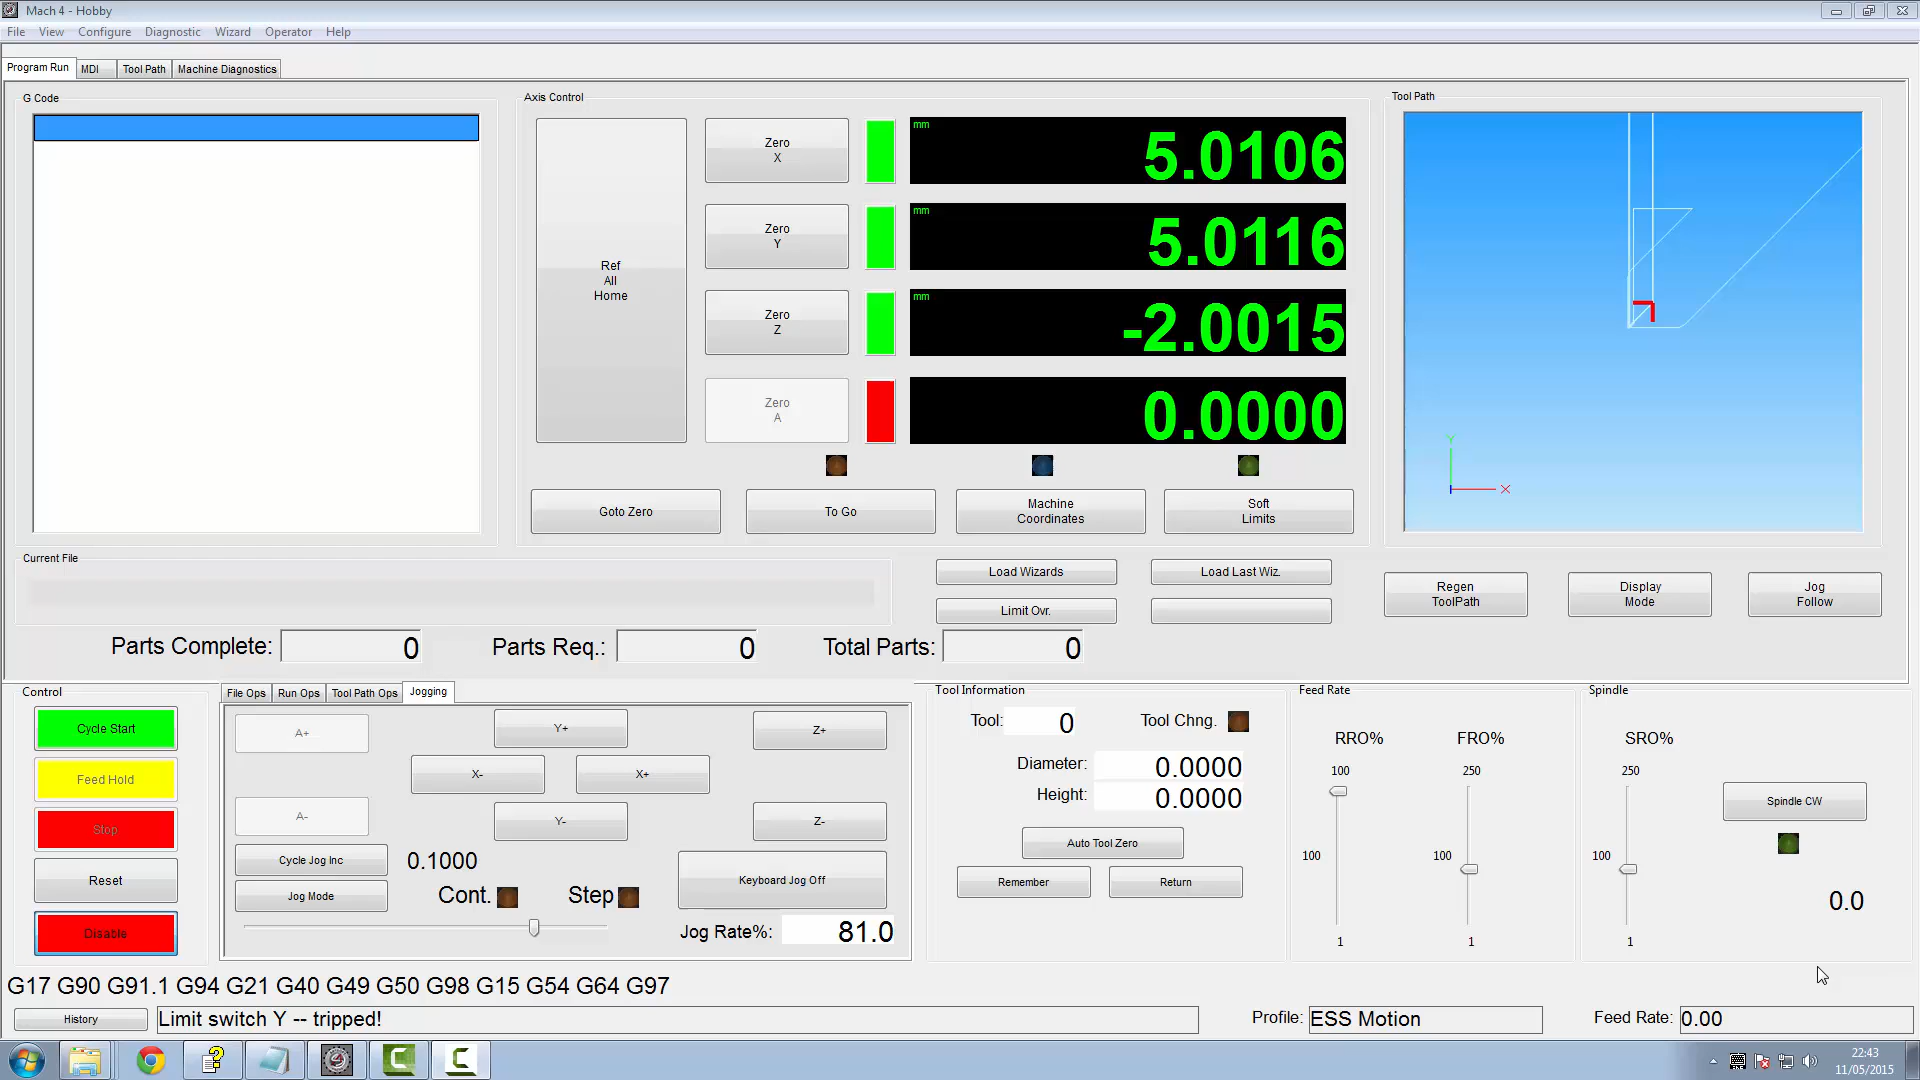 Mach 4 - Hobby
File View Configure Diagnostic Wizard Operator Help
Program Run MDI Tool Path Machine Diagnostics
G Code
Axis Control
Tool Path
Ref
All
Home
Zero
X
mm
5.0106
Zero
Y
mm
5.0116
Zero
Z
mm
-2.0015
Zero
A
0.0000
Y
X
Goto Zero
To Go
Machine
Coordinates
Soft
Limits
Current File
Load Wizards
Load Last Wiz.
Limit Ovr.
Regen
ToolPath
Display
Mode
Jog
Follow
Parts Complete: 0
Parts Req.: 0
Total Parts: 0
Control
Cycle Start
Feed Hold
Stop
Reset
Disable
File Ops Run Ops Tool Path Ops Jogging
A+
Y+
Z+
X-
X+
A-
Y-
Z-
Cycle Jog Inc
0.1000
Jog Mode
Cont.
Step
Keyboard Jog Off
Jog Rate%: 81.0
Tool Information
Tool: 0
Tool Chng.
Diameter: 0.0000
Height: 0.0000
Auto Tool Zero
Remember
Return
Feed Rate
RRO%
100
100
1
FRO%
250
100
1
Spindle
SRO%
250
100
1
Spindle CW
0.0
G17 G90 G91.1 G94 G21 G40 G49 G50 G98 G15 G54 G64 G97
History
Limit switch Y -- tripped!
Profile: ESS Motion
Feed Rate: 0.00
22:43
11/05/2015